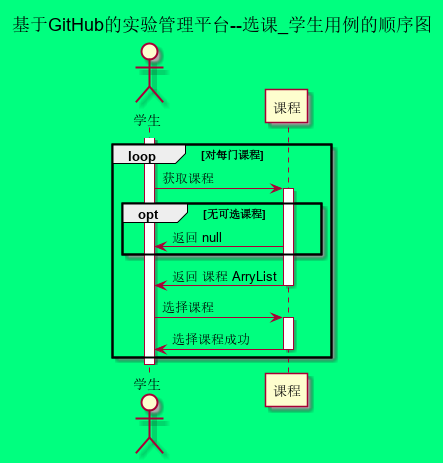 基于GitHub的实验管理平台--选课_学生用例的顺序图
学生
课程
loop [对每门课程]
获取课程
opt [无可选课程]
返回 null
返回 课程 ArryList
选择课程
选择课程成功
学生
课程